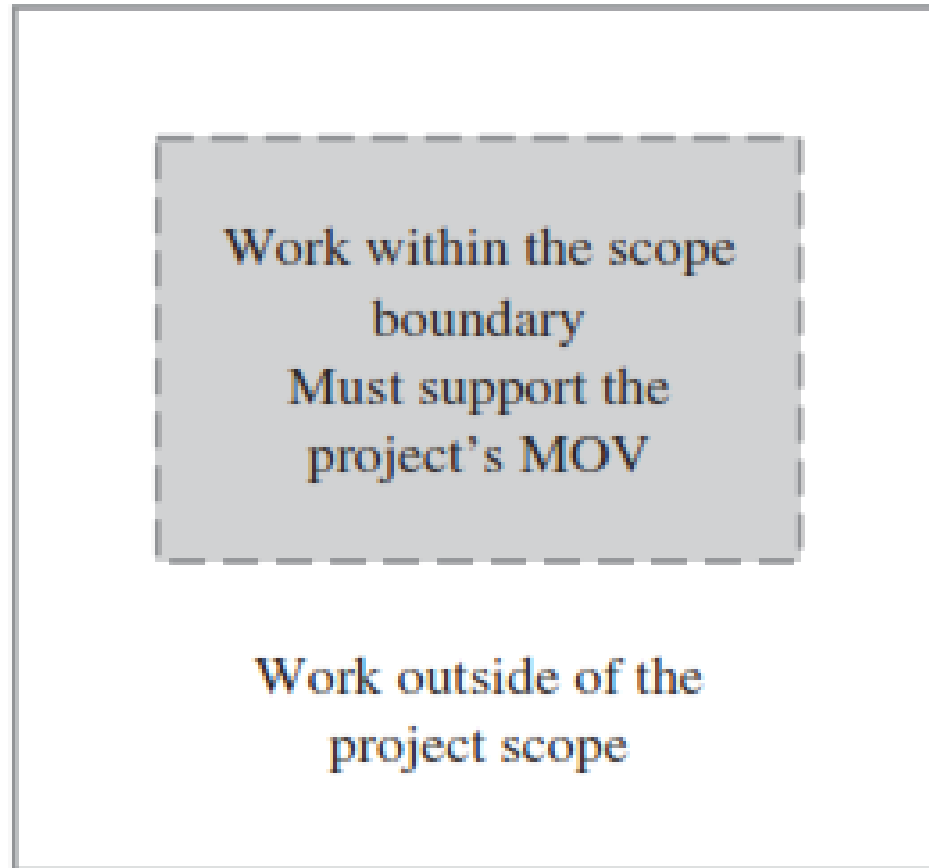 Work within the scope
boundary
Must support the
project’s MOV
Work outside of the
project scope